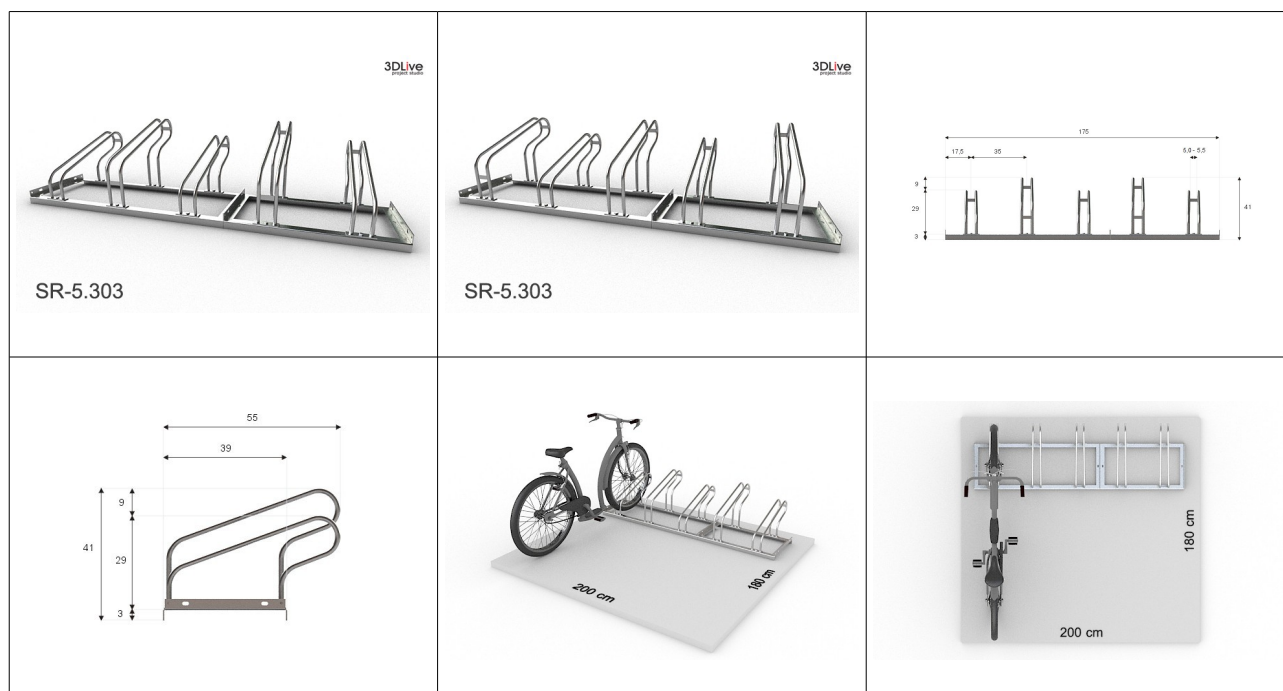 3DLive
project studio
SR-5.303
3DLive
project studio
SR-5.303
175
17,5
35
5,0 - 5,5
9
29
3
41
55
39
9
41
29
3
200 cm
180 cm
180 cm
200 cm